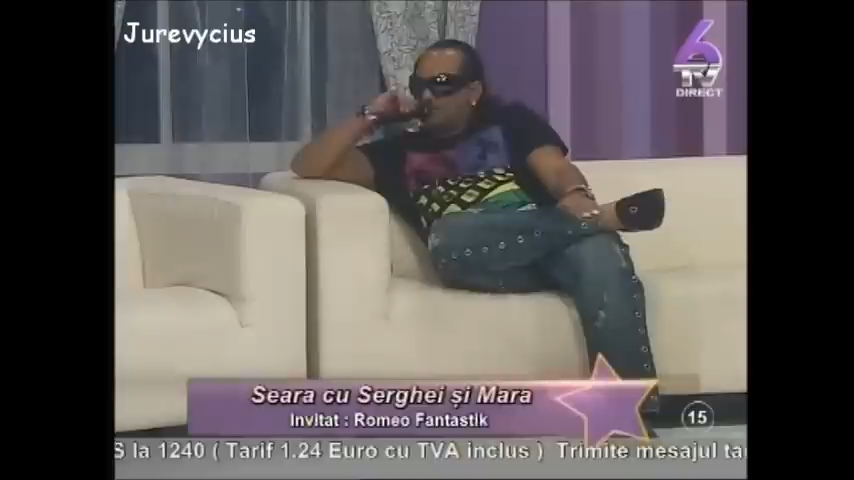 Jurevycius
6
TV
DIRECT
Seara cu Serghei și Mara
Invitat : Romeo Fantastik
15
S la 1240 ( Tarif 1.24 Euro cu TVA inclus ) Trimite mesajul ta